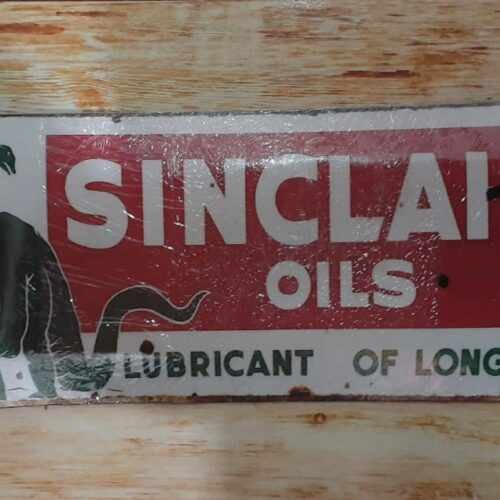 SINCLAI
OILS
LUBRICANT OF LONG